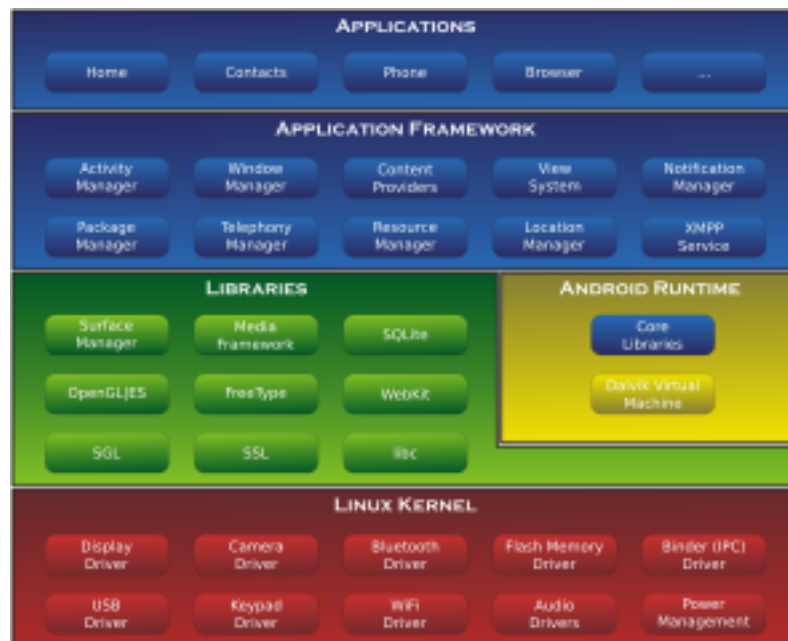 APPLICATIONS
Home
Contacts
Phone
Browser
...
APPLICATION FRAMEWORK
Activity
Manager
Window
Manager
Content
Providers
View
System
Notification
Manager
Package
Manager
Telephony
Manager
Resource
Manager
Location
Manager
XMPP
Service
LIBRARIES
Surface
Manager
Media
Framework
SQLite
OpenGL|ES
FreeType
WebKit
SGL
SSL
libc
ANDROID RUNTIME
Core
Libraries
Dalvik Virtual
Machine
LINUX KERNEL
Display
Driver
Camera
Driver
Bluetooth
Driver
Flash Memory
Driver
Binder (IPC)
Driver
USB
Driver
Keypad
Driver
WiFi
Driver
Audio
Drivers
Power
Management